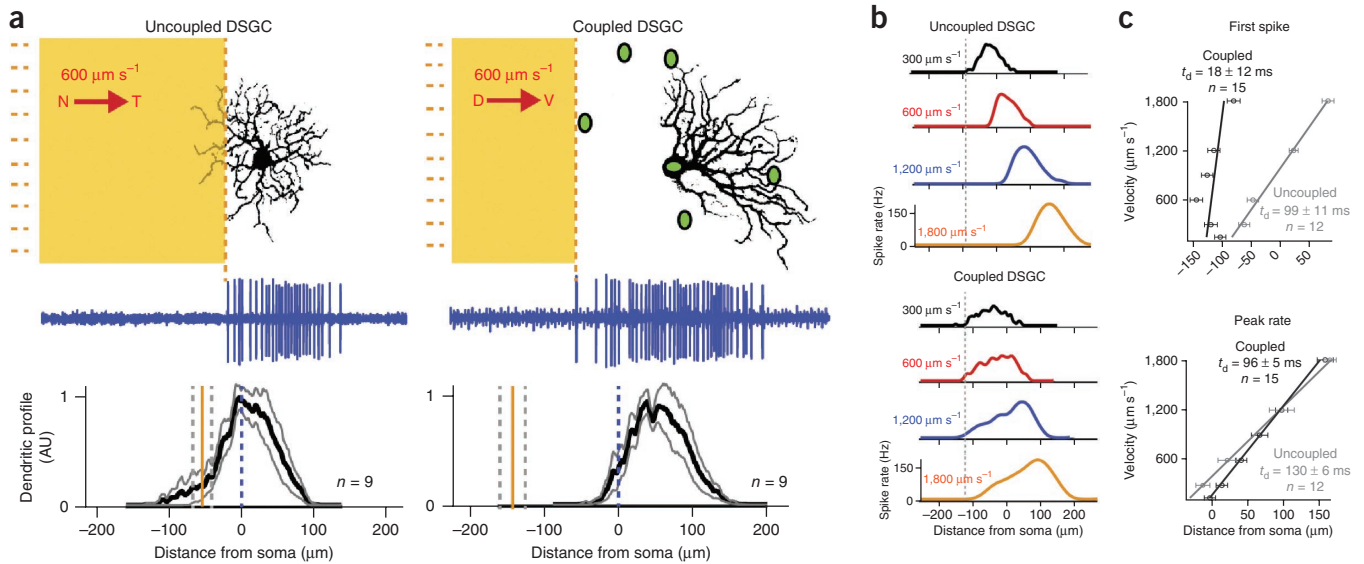 a
Uncoupled DSGC
600 μm s⁻¹
N T
Coupled DSGC
600 μm s⁻¹
D V
Dendritic profile
(AU)
1
0
n = 9
−200 −100 0 100 200
Distance from soma (μm)
1
0
n = 9
−200 −100 0 100 200
Distance from soma (μm)
b
Uncoupled DSGC
300 μm s⁻¹
600 μm s⁻¹
1,200 μm s⁻¹
1,800 μm s⁻¹
Spike rate (Hz)
150
0
Coupled DSGC
300 μm s⁻¹
600 μm s⁻¹
1,200 μm s⁻¹
1,800 μm s⁻¹
Spike rate (Hz)
150
0
−200 −100 0 100 200
Distance from soma (μm)
c
First spike
Coupled
td = 18 ± 12 ms
n = 15
Velocity (μm s⁻¹)
1,800
1,200
600
Uncoupled
td = 99 ± 11 ms
n = 12
−150 −100 −50 0 50
Peak rate
Coupled
td = 96 ± 5 ms
n = 15
Velocity (μm s⁻¹)
1,800
1,200
600
Uncoupled
td = 130 ± 6 ms
n = 12
0 50 100 150
Distance from soma (μm)